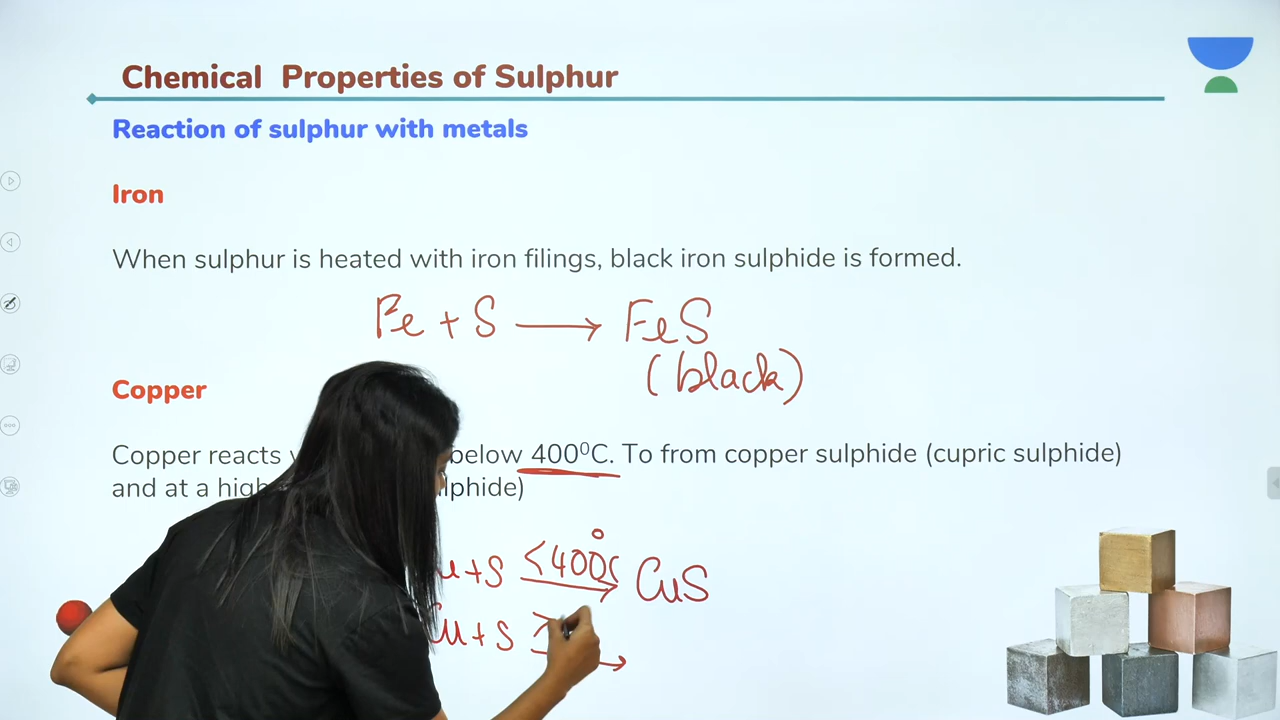 Chemical Properties of Sulphur
Reaction of sulphur with metals
Iron
When sulphur is heated with iron filings, black iron sulphide is formed.
Fe + S ⟶ FeS
(black)
Copper
Copper reacts below 400⁰C. To from copper sulphide (cupric sulphide)
and at a high lphide)
u+S <400°C CuS
Cu+S >